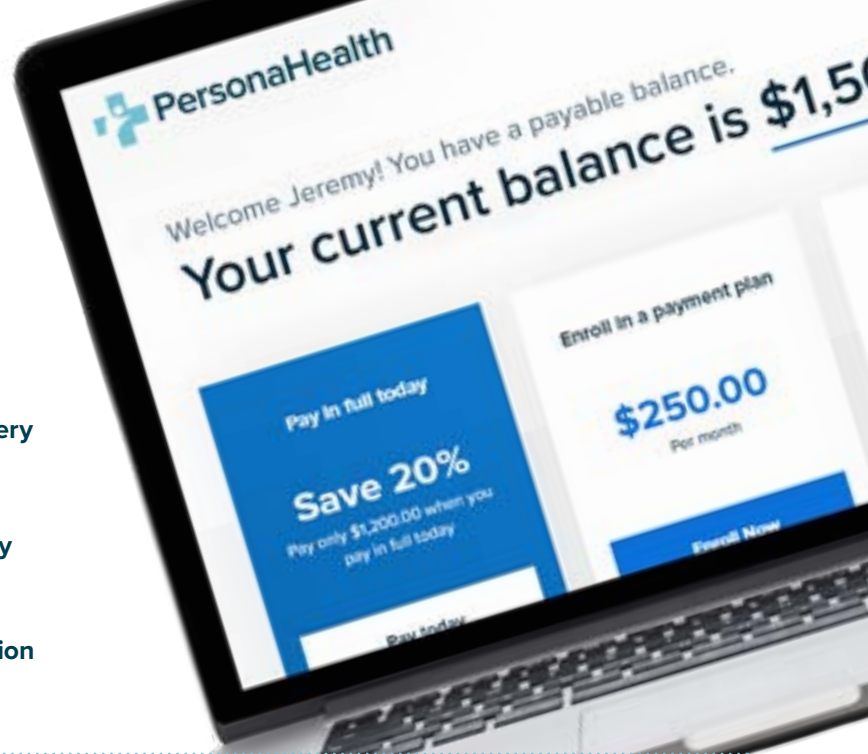 PersonaHealth
Welcome Jeremy! You have a payable balance.
Your current balance is $1,5
Pay in full today
Save 20%
Pay only $1,200.00 when you
pay in full today
Pay today
Enroll in a payment plan
$250.00
Per month
Enroll Now
ery
y
ion